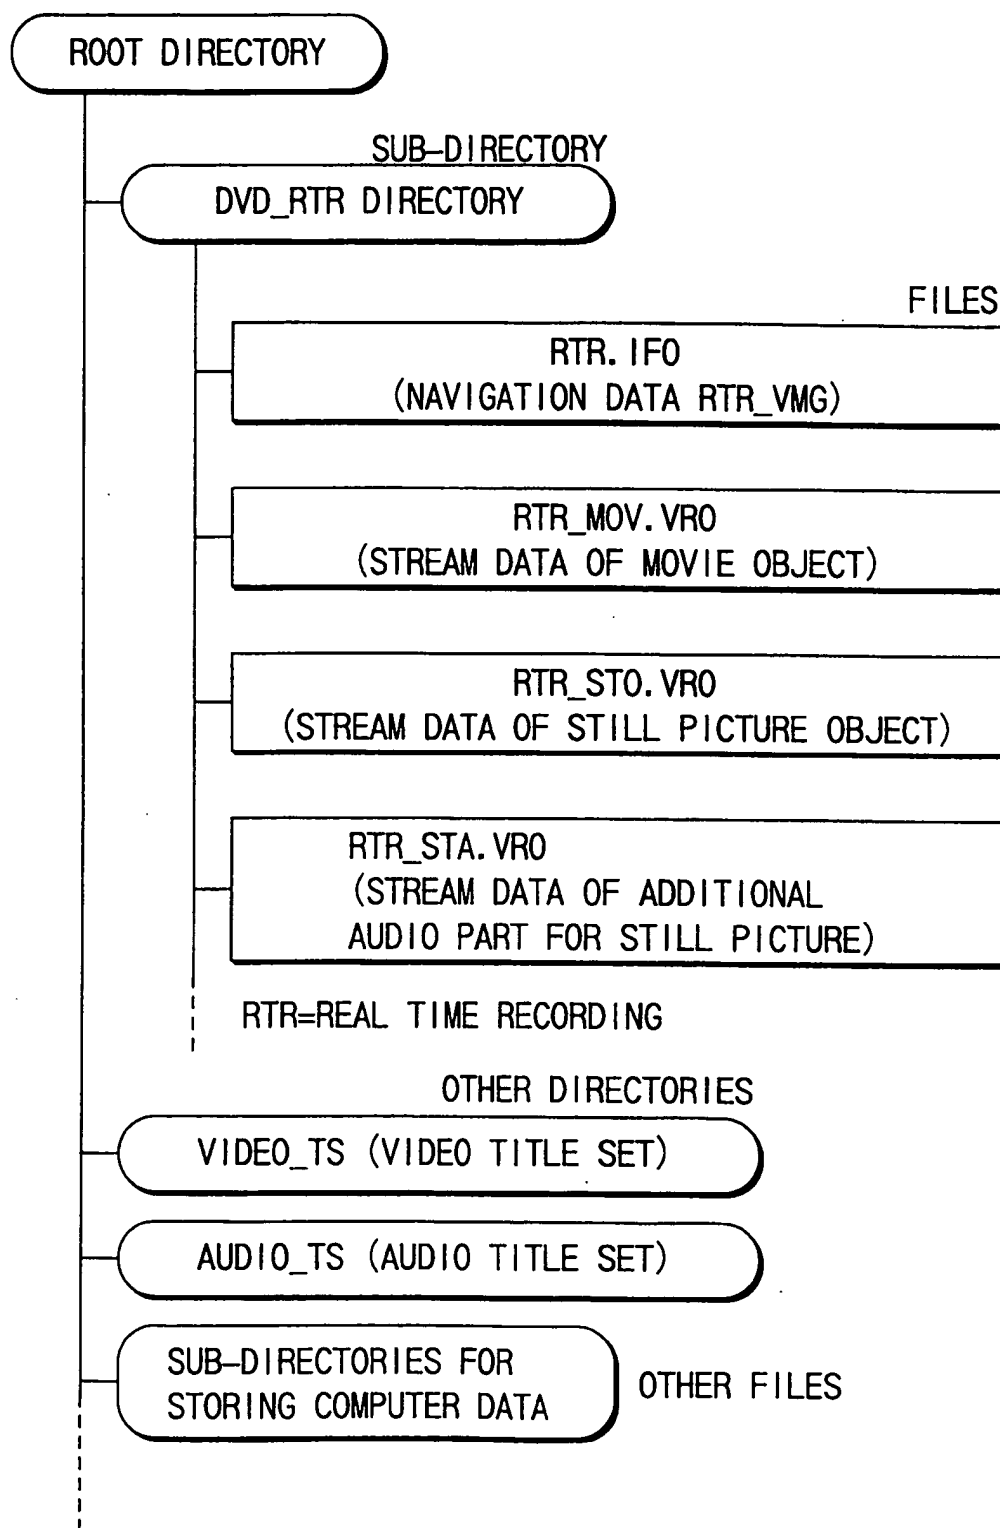 ROOT DIRECTORY
SUB-DIRECTORY
DVD_RTR DIRECTORY
FILES
RTR.IFO
(NAVIGATION DATA RTR_VMG)
RTR_MOV.VRO
(STREAM DATA OF MOVIE OBJECT)
RTR_STO.VRO
(STREAM DATA OF STILL PICTURE OBJECT)
RTR_STA.VRO
(STREAM DATA OF ADDITIONAL
AUDIO PART FOR STILL PICTURE)
RTR=REAL TIME RECORDING
OTHER DIRECTORIES
VIDEO_TS (VIDEO TITLE SET)
AUDIO_TS (AUDIO TITLE SET)
SUB-DIRECTORIES FOR
STORING COMPUTER DATA
OTHER FILES